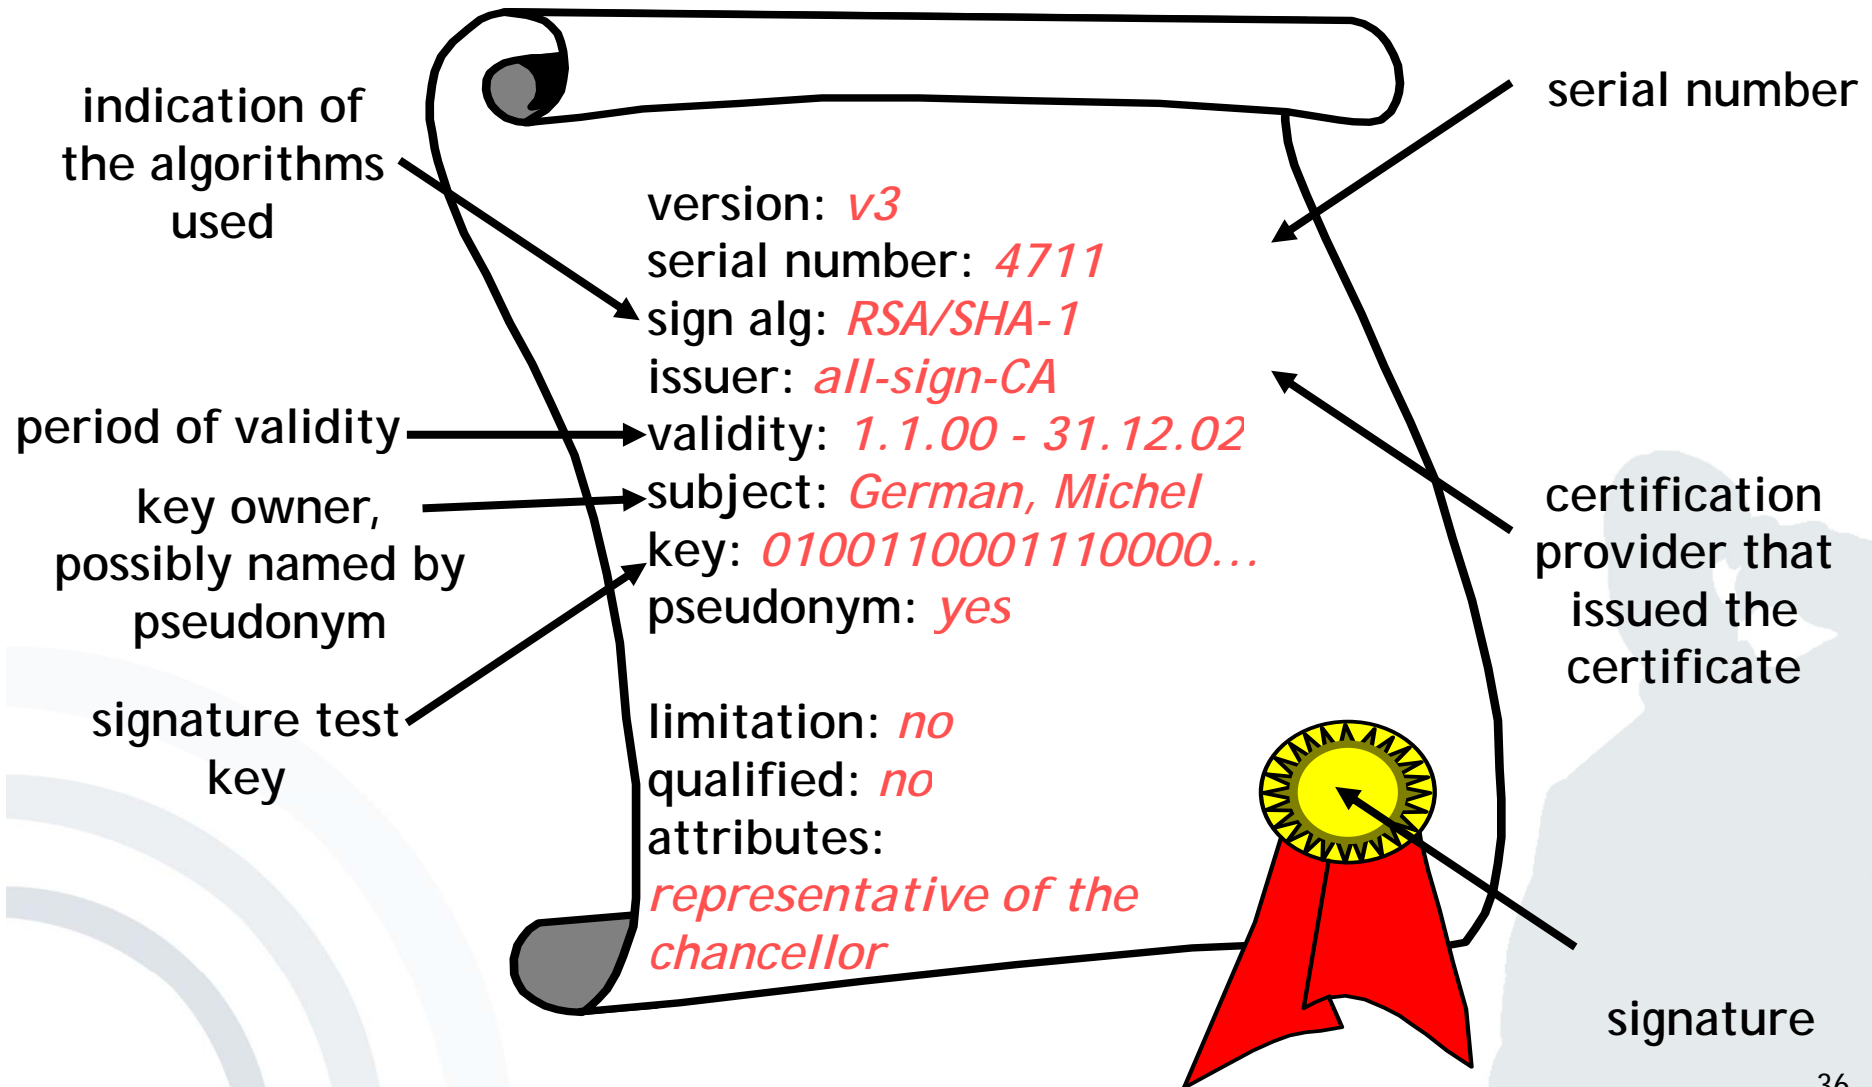 indication of
the algorithms
used
period of validity
key owner,
possibly named by
pseudonym
signature test
key
version: v3
serial number: 4711
sign alg: RSA/SHA-1
issuer: all-sign-CA
validity: 1.1.00 - 31.12.02
subject: German, Michel
key: 0100110001110000...
pseudonym: yes
limitation: no
qualified: no
attributes:
representative of the
chancellor
serial number
certification
provider that
issued the
certificate
signature
36